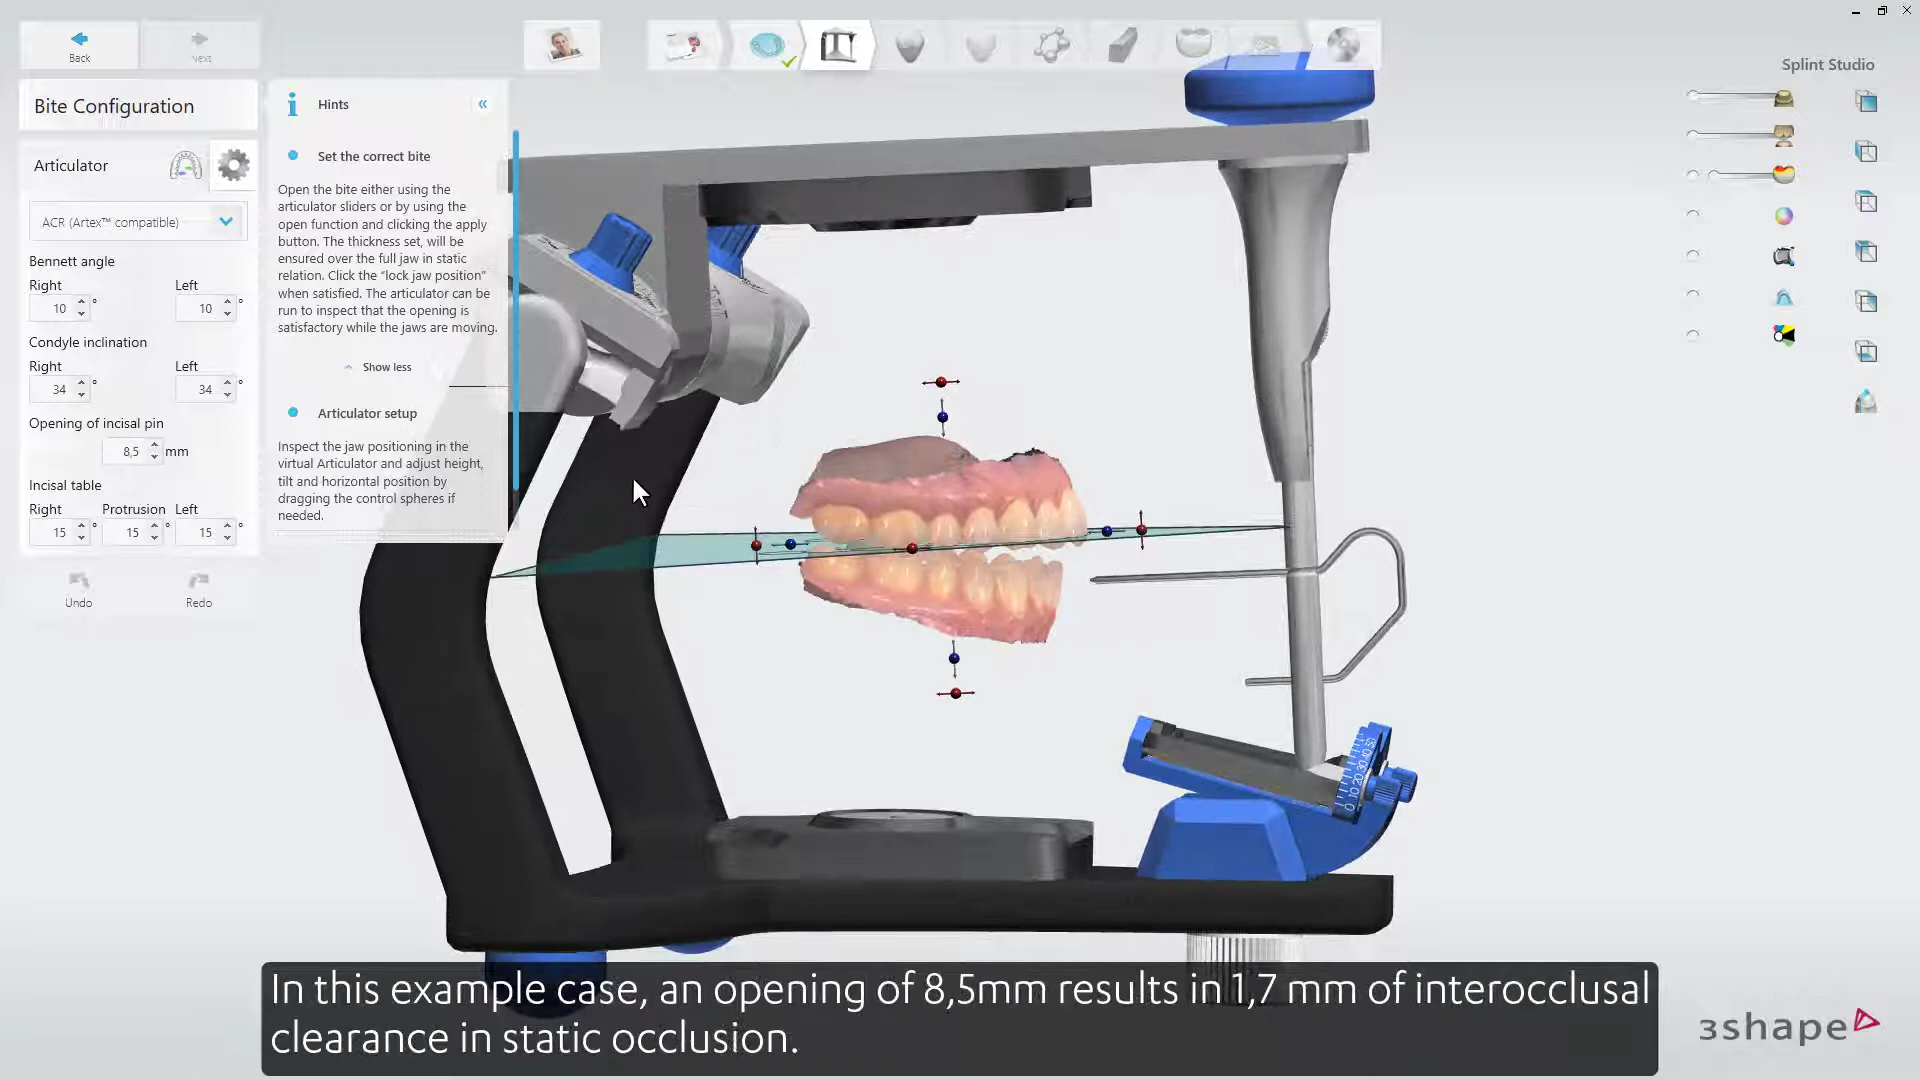 Back
Next
Splint Studio
Bite Configuration
Hints
Articulator
Set the correct bite
Open the bite either using the
articulator sliders or by using the
open function and clicking the apply
button. The thickness set, will be
ensured over the full jaw in static
relation. Click the “lock jaw position”
when satisfied. The articulator can be
run to inspect that the opening is
satisfactory while the jaws are moving.
Show less
ACR (Artex™ compatible)
Bennett angle
Right Left
10 ° 10 °
Condyle inclination
Right Left
34 ° 34 °
Opening of incisal pin
8,5 mm
Incisal table
Right Protrusion Left
15 ° 15 ° 15 °
Articulator setup
Inspect the jaw positioning in the
virtual Articulator and adjust height,
tilt and horizontal position by
dragging the control spheres if
needed.
Undo Redo
0 10 20 30 40 50
In this example case, an opening of 8,5mm results in 1,7 mm of interocclusal
clearance in static occlusion.
3shape